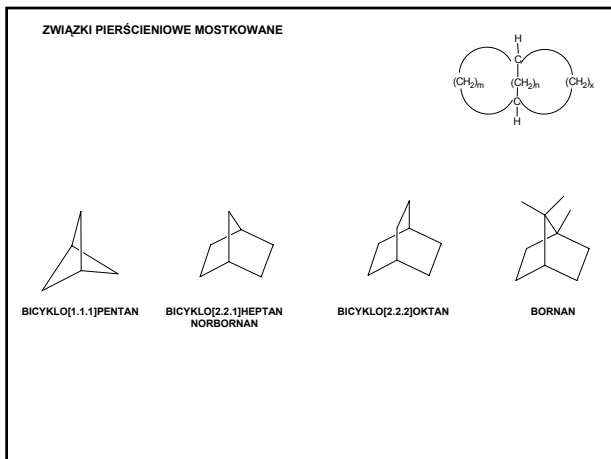 ZWIĄZKI PIERŚCIENIOWE MOSTKOWANE
H
C
(CH2)m
(CH2)n
(CH2)x
C
H
BICYKLO[1.1.1]PENTAN
BICYKLO[2.2.1]HEPTAN
NORBORNAN
BICYKLO[2.2.2]OKTAN
BORNAN